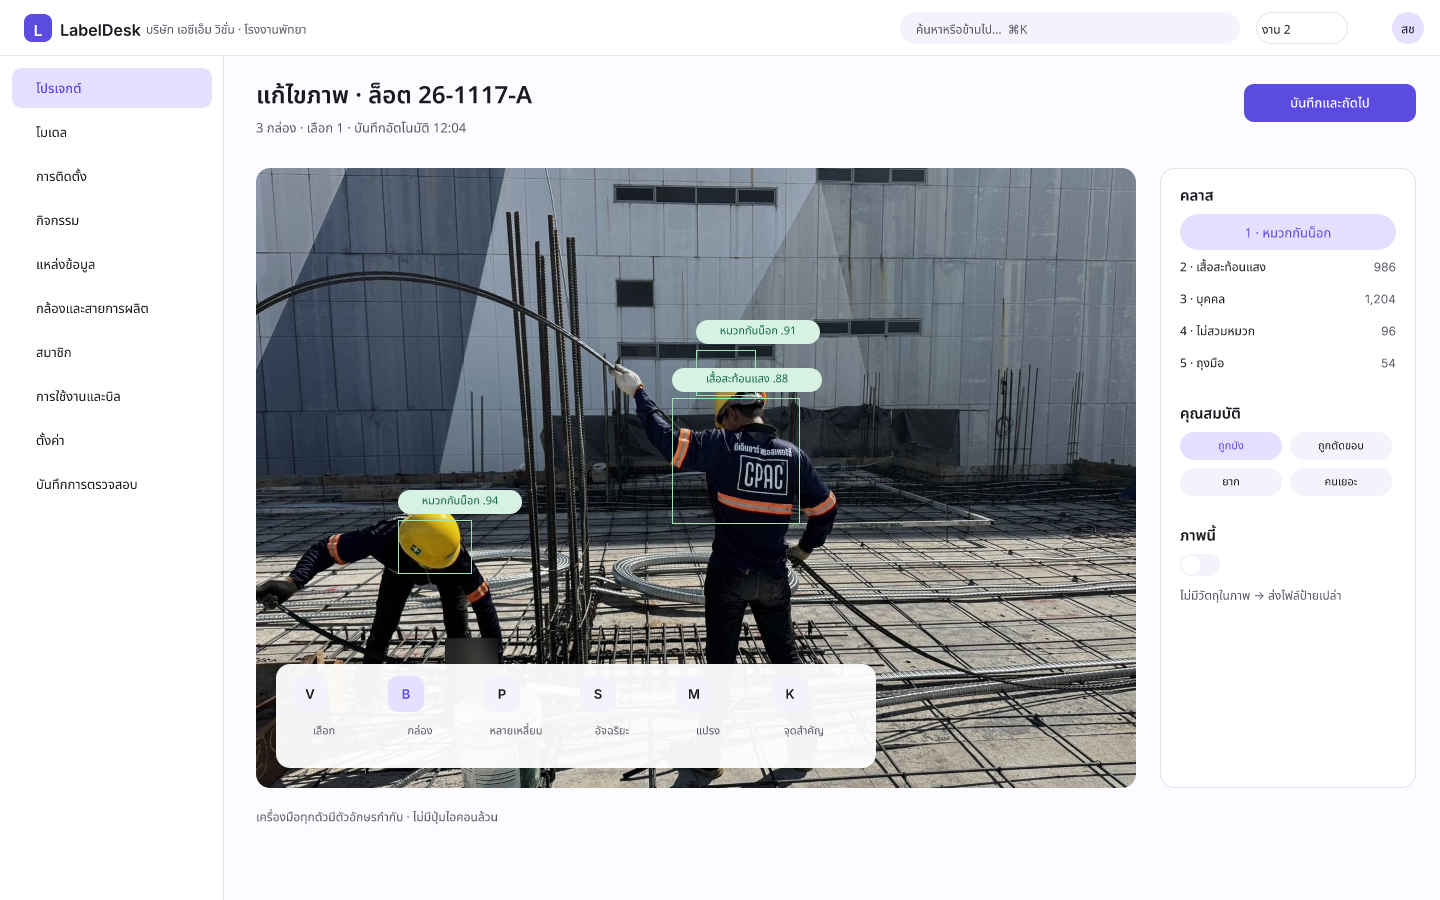 L LabelDesk บริษัท เอซีเอ็ม วิชั่น · โรงงานพัทยา
ค้นหาหรือข้ามไป… ⌘K
งาน 2
สช
โปรเจกต์
โมเดล
การติดตั้ง
กิจกรรม
แหล่งข้อมูล
กล้องและสายการผลิต
สมาชิก
การใช้งานและบิล
ตั้งค่า
บันทึกการตรวจสอบ
แก้ไขภาพ · ล็อต 26-1117-A
3 กล่อง · เลือก 1 · บันทึกอัตโนมัติ 12:04
บันทึกและถัดไป
หมวกกันน็อก .91
เสื้อสะท้อนแสง .88
CPAC
หมวกกันน็อก .94
V B P S M K
เลือก กล่อง หลายเหลี่ยม อัจฉริยะ แปรง จุดสำคัญ
เครื่องมือทุกตัวมีตัวอักษรกำกับ · ไม่มีปุ่มไอคอนล้วน
คลาส
1 · หมวกกันน็อก
2 · เสื้อสะท้อนแสง 986
3 · บุคคล 1,204
4 · ไม่สวมหมวก 96
5 · ถุงมือ 54
คุณสมบัติ
ถูกบัง ถูกตัดขอบ
ยาก คนเยอะ
ภาพนี้
ไม่มีวัตถุในภาพ → ส่งไฟล์ป้ายเปล่า